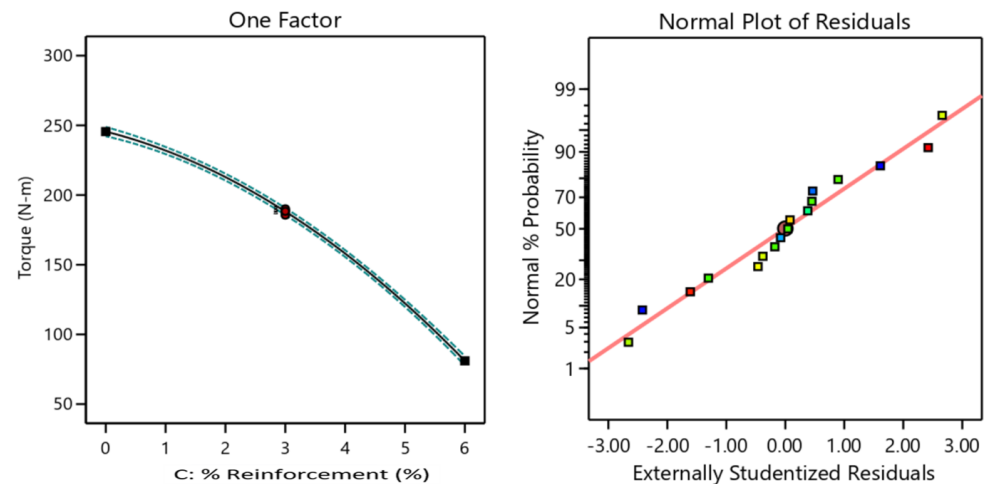 One Factor
300
250
200
150
100
50
Torque (N-m)
0 1 2 3 4 5 6
C: % Reinforcement (%)
Normal Plot of Residuals
99
90
70
50
20
5
1
Normal % Probability
-3.00 -2.00 -1.00 0.00 1.00 2.00 3.00
Externally Studentized Residuals